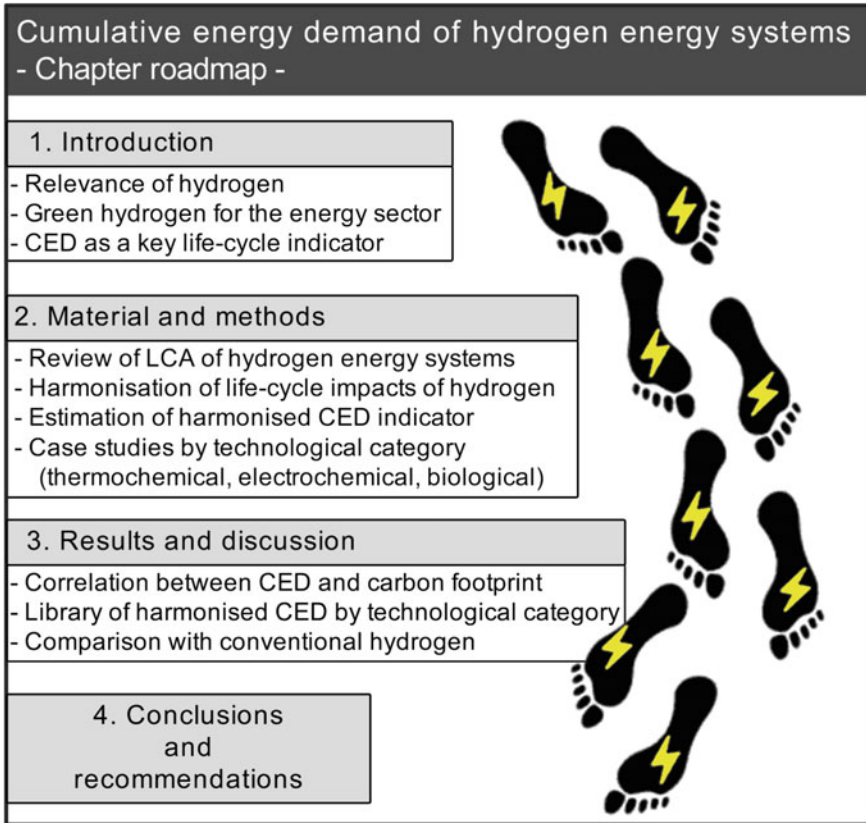 Cumulative energy demand of hydrogen energy systems
- Chapter roadmap -
1. Introduction
- Relevance of hydrogen
- Green hydrogen for the energy sector
- CED as a key life-cycle indicator
2. Material and methods
- Review of LCA of hydrogen energy systems
- Harmonisation of life-cycle impacts of hydrogen
- Estimation of harmonised CED indicator
- Case studies by technological category
(thermochemical, electrochemical, biological)
3. Results and discussion
- Correlation between CED and carbon footprint
- Library of harmonised CED by technological category
- Comparison with conventional hydrogen
4. Conclusions
and
recommendations